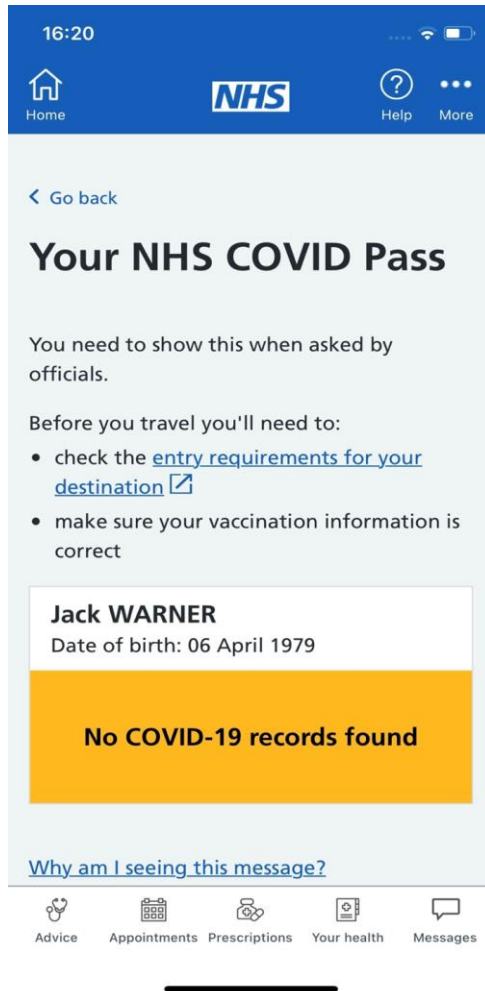 16:20
NHS
Home
Help
More
Go back
Your NHS COVID Pass
You need to show this when asked by
officials.
Before you travel you'll need to:
• check the entry requirements for your
destination
• make sure your vaccination information is
correct
Jack WARNER
Date of birth: 06 April 1979
No COVID-19 records found
Why am I seeing this message?
Advice
Appointments
Prescriptions
Your health
Messages